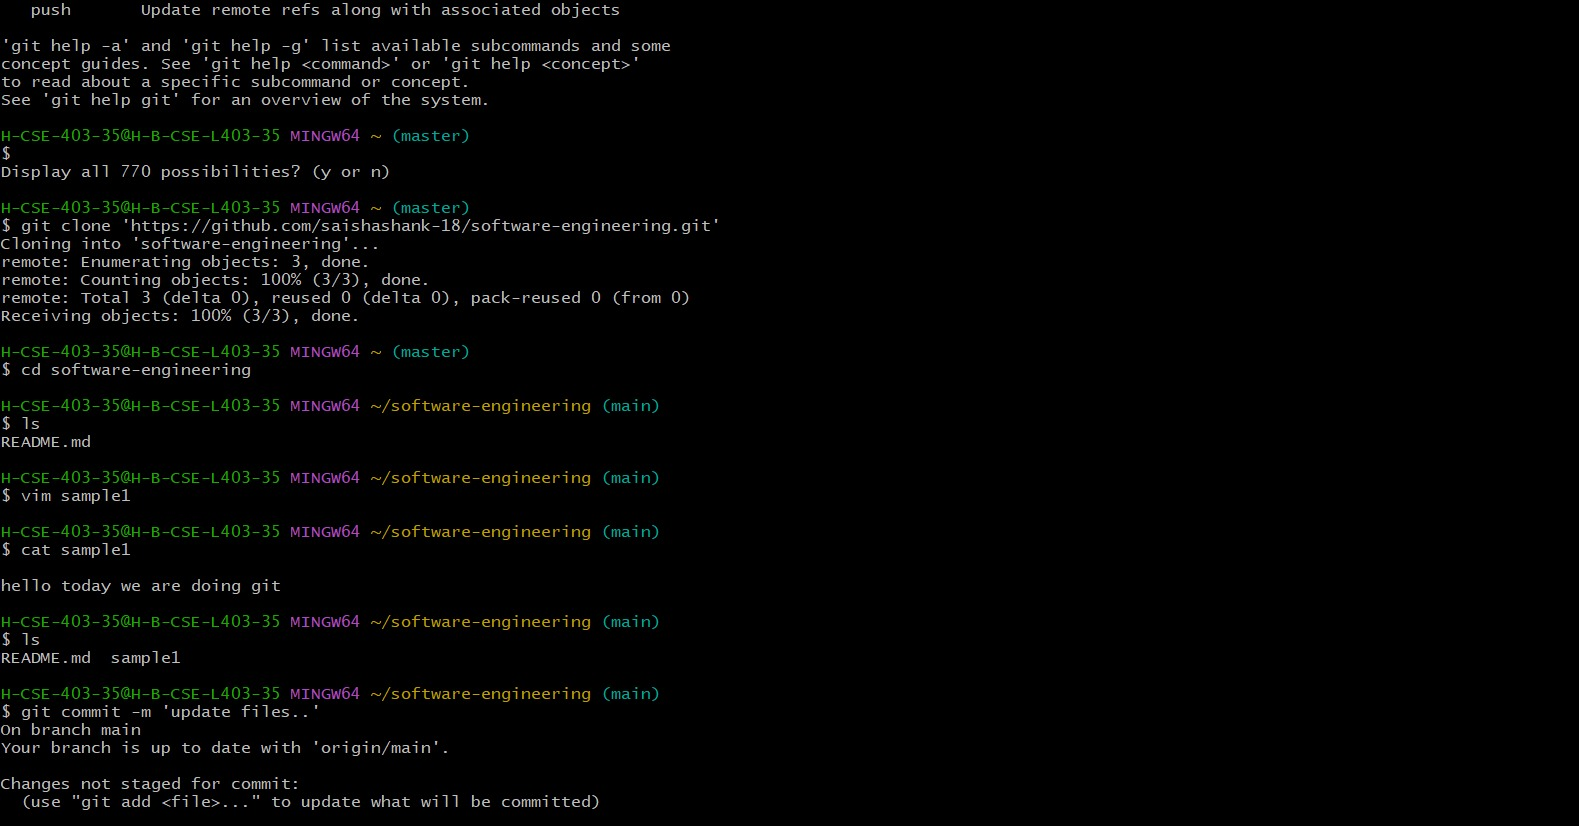 push       Update remote refs along with associated objects
'git help -a' and 'git help -g' list available subcommands and some
concept guides. See 'git help <command>' or 'git help <concept>'
to read about a specific subcommand or concept.
See 'git help git' for an overview of the system.
H-CSE-403-35@H-B-CSE-L403-35 MINGW64 ~ (master)
$
Display all 770 possibilities? (y or n)
H-CSE-403-35@H-B-CSE-L403-35 MINGW64 ~ (master)
$ git clone 'https://github.com/saishashank-18/software-engineering.git'
Cloning into 'software-engineering'...
remote: Enumerating objects: 3, done.
remote: Counting objects: 100% (3/3), done.
remote: Total 3 (delta 0), reused 0 (delta 0), pack-reused 0 (from 0)
Receiving objects: 100% (3/3), done.
H-CSE-403-35@H-B-CSE-L403-35 MINGW64 ~ (master)
$ cd software-engineering
H-CSE-403-35@H-B-CSE-L403-35 MINGW64 ~/software-engineering (main)
$ ls
README.md
H-CSE-403-35@H-B-CSE-L403-35 MINGW64 ~/software-engineering (main)
$ vim sample1
H-CSE-403-35@H-B-CSE-L403-35 MINGW64 ~/software-engineering (main)
$ cat sample1
hello today we are doing git
H-CSE-403-35@H-B-CSE-L403-35 MINGW64 ~/software-engineering (main)
$ ls
README.md  sample1
H-CSE-403-35@H-B-CSE-L403-35 MINGW64 ~/software-engineering (main)
$ git commit -m 'update files..'
On branch main
Your branch is up to date with 'origin/main'.
Changes not staged for commit:
  (use "git add <file>..." to update what will be committed)